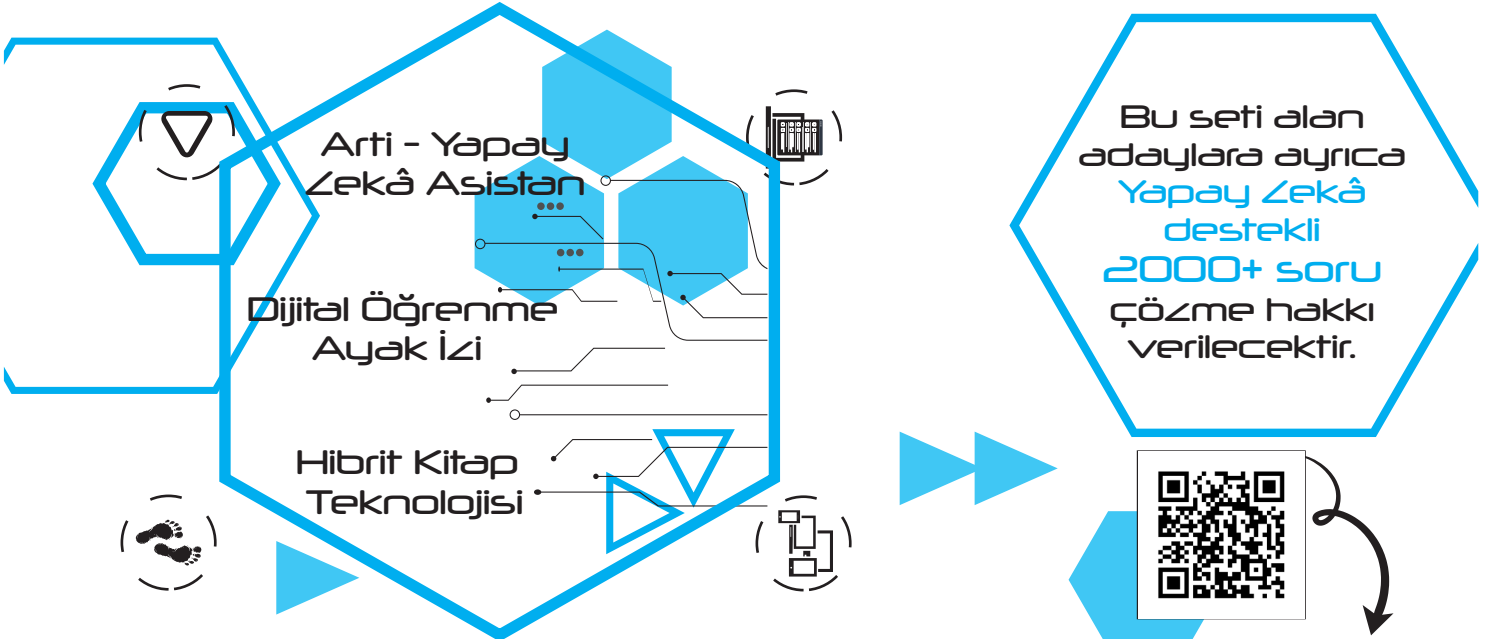 Arti - Yapay
Zekâ Asistan
Dijital Öğrenme
Ayak İzi
Hibrit Kitap
Teknolojisi
Bu seti alan
adaylara ayrıca
Yapay Zekâ
destekli
2000+ soru
çözme hakkı
verilecektir.